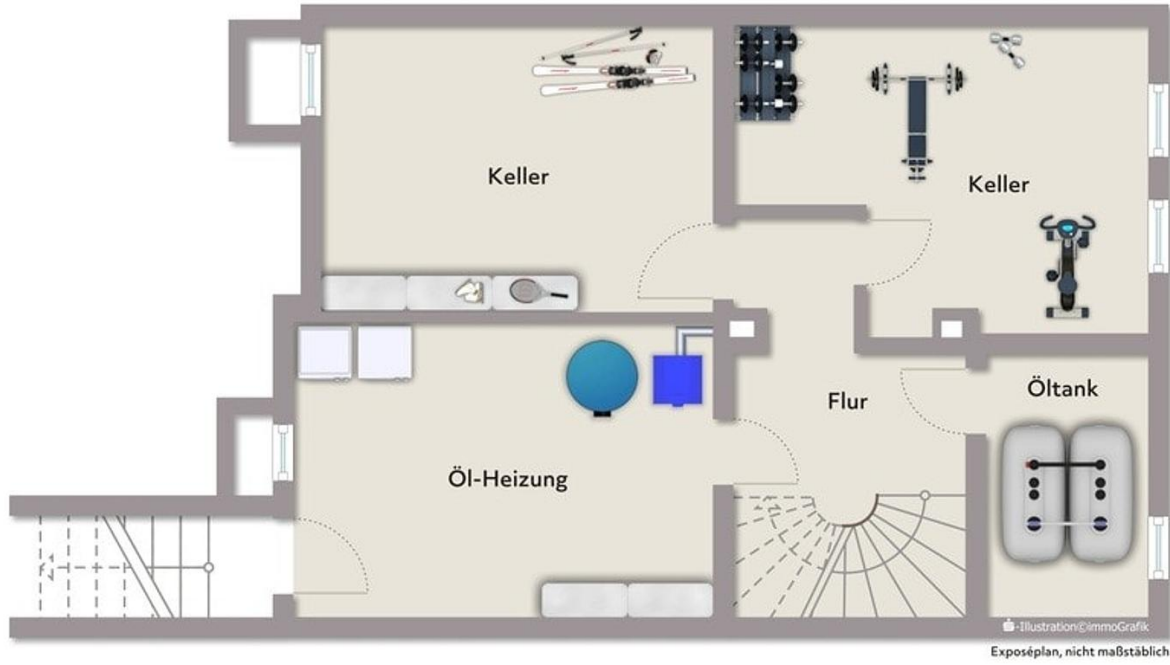 Keller
Keller
Flur
Öltank
Öl-Heizung
-Illustration©immoGrafik
Exposéplan, nicht maßstäblich